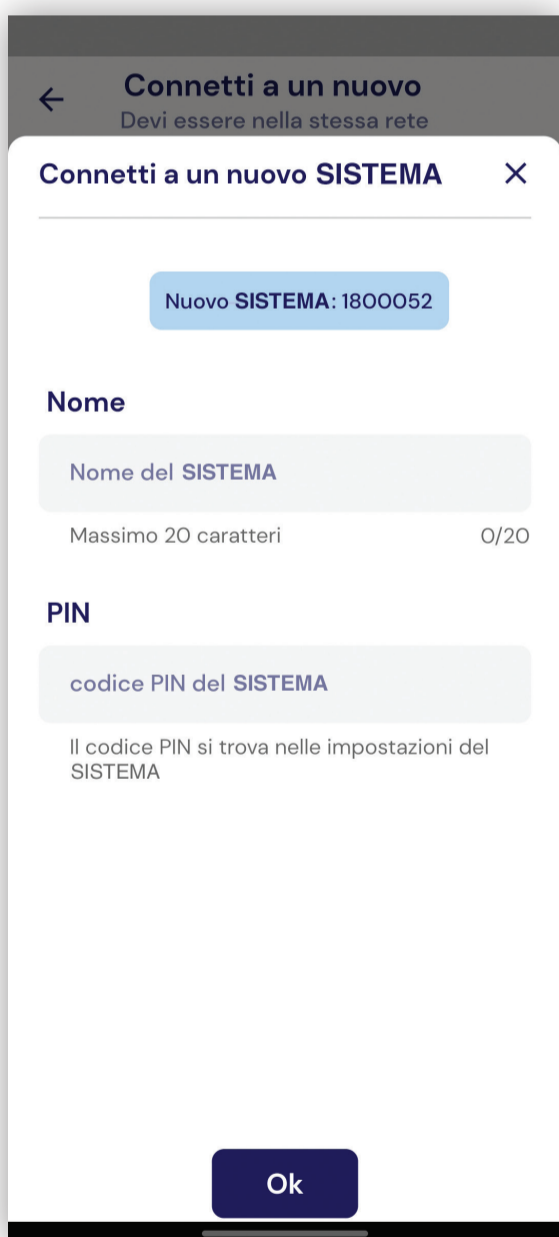 Connetti a un nuovo
Devi essere nella stessa rete
Connetti a un nuovo SISTEMA
Nuovo SISTEMA: 1800052
Nome
Nome del SISTEMA
Massimo 20 caratteri 0/20
PIN
codice PIN del SISTEMA
Il codice PIN si trova nelle impostazioni del
SISTEMA
Ok